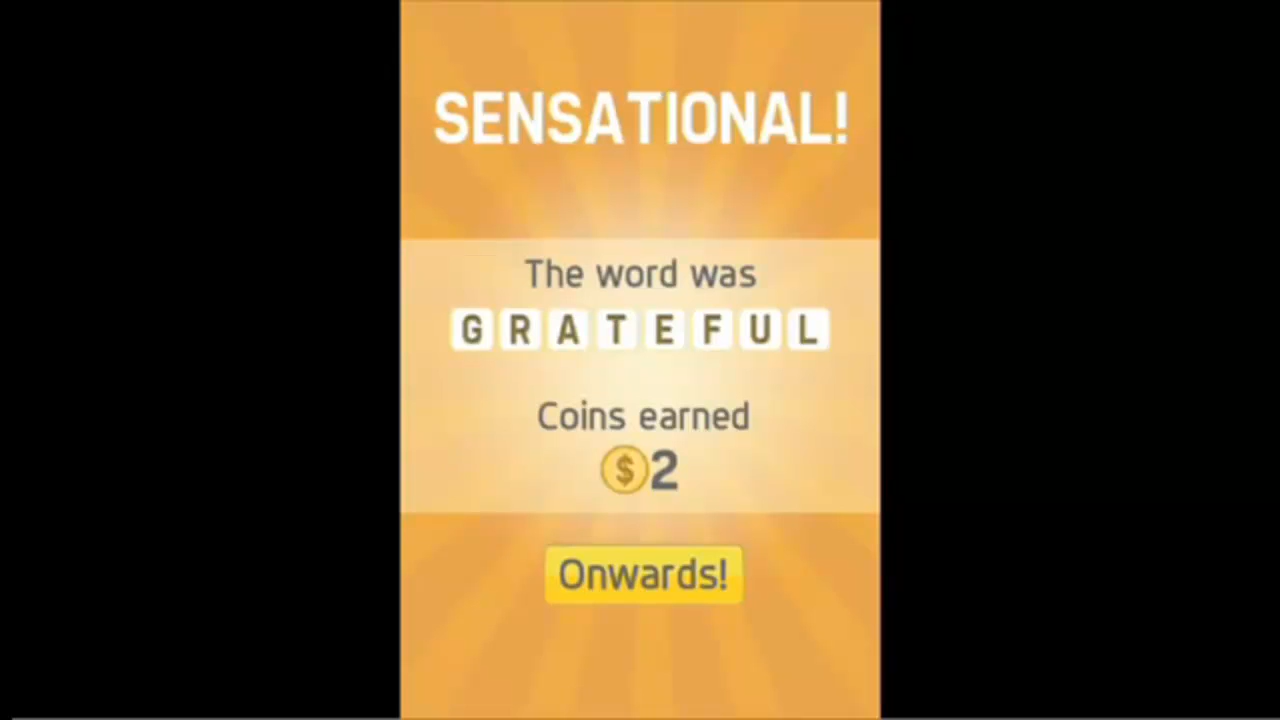 SENSATIONAL!
The word was
GRATEFUL
Coins earned
$2
Onwards!